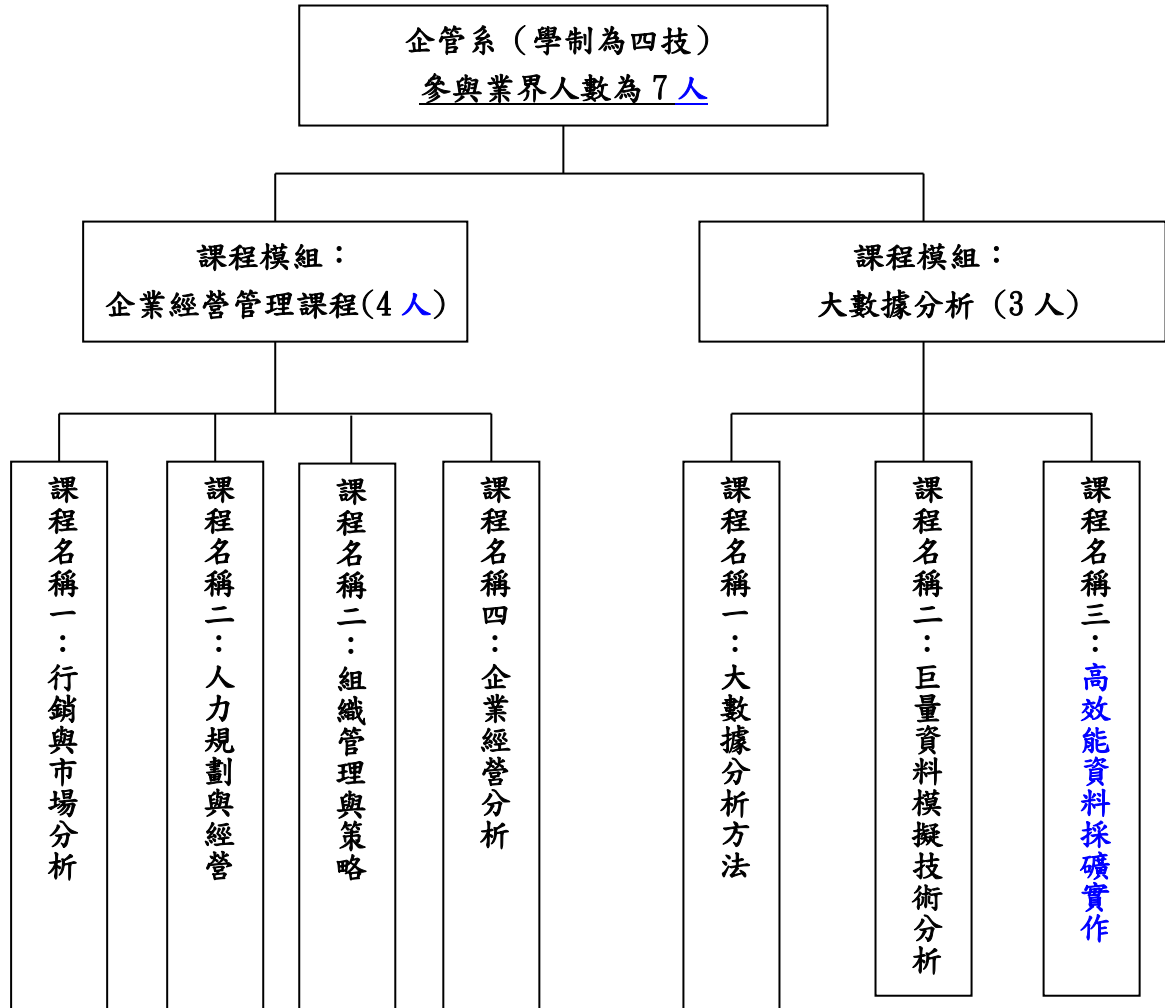 企管系（學制為四技）
參與業界人數為 7 人
課程模組：
企業經營管理課程(4 人)
課程模組：
大數據分析 (3 人)
課程名稱一：行銷與市場分析
課程名稱二：人力規劃與經營
課程名稱二：組織管理與策略
課程名稱四：企業經營分析
課程名稱一：大數據分析方法
課程名稱二：巨量資料模擬技術分析
課程名稱三：高效能資料採礦實作